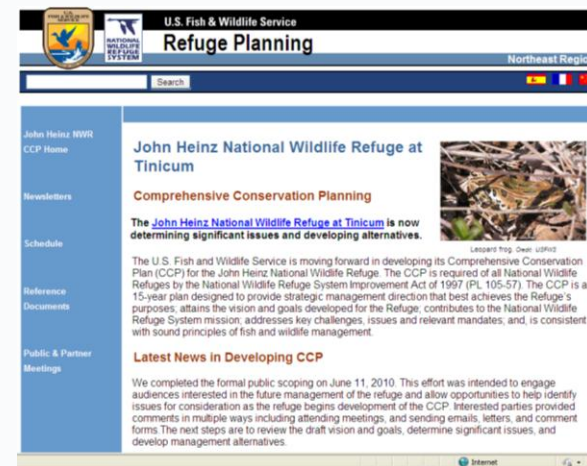 U.S. Fish & Wildlife Service
Refuge Planning
NATIONAL
WILDLIFE
REFUGE
SYSTEM
Northeast Regio
Search
John Heinz NWR
CCP Home
Newsletters
Schedule
Reference
Documents
Public & Partner
Meetings
John Heinz National Wildlife Refuge at
Tinicum
Comprehensive Conservation Planning
The John Heinz National Wildlife Refuge at Tinicum is now
determining significant issues and developing alternatives.
Leopard frog. Credit: USFWS
The U.S. Fish and Wildlife Service is moving forward in developing its Comprehensive Conservation
Plan (CCP) for the John Heinz National Wildlife Refuge. The CCP is required of all National Wildlife
Refuges by the National Wildlife Refuge System Improvement Act of 1997 (PL 105-57). The CCP is a
15-year plan designed to provide strategic management direction that best achieves the Refuge's
purposes; attains the vision and goals developed for the Refuge; contributes to the National Wildlife
Refuge System mission; addresses key challenges, issues and relevant mandates; and, is consistent
with sound principles of fish and wildlife management.
Latest News in Developing CCP
We completed the formal public scoping on June 11, 2010. This effort was intended to engage
audiences interested in the future management of the refuge and allow opportunities to help identify
issues for consideration as the refuge begins development of the CCP. Interested parties provided
comments in multiple ways including attending meetings, and sending emails, letters, and comment
forms.The next steps are to review the draft vision and goals, determine significant issues, and
develop management alternatives.
Internet